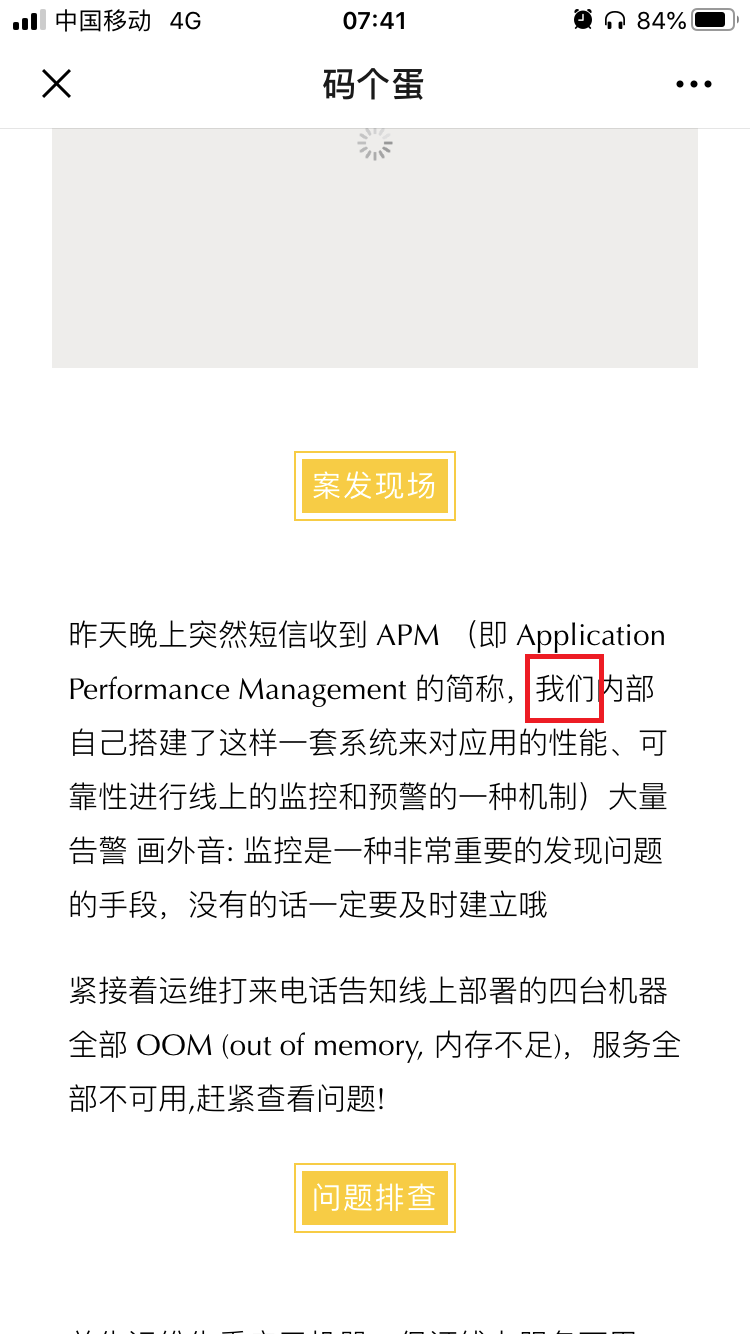 中国移动 4G 07:41 84%
码个蛋
案发现场
昨天晚上突然短信收到 APM （即 Application
Performance Management 的简称，我们内部
自己搭建了这样一套系统来对应用的性能、可
靠性进行线上的监控和预警的一种机制）大量
告警 画外音: 监控是一种非常重要的发现问题
的手段，没有的话一定要及时建立哦
紧接着运维打来电话告知线上部署的四台机器
全部 OOM (out of memory, 内存不足)，服务全
部不可用,赶紧查看问题!
问题排查